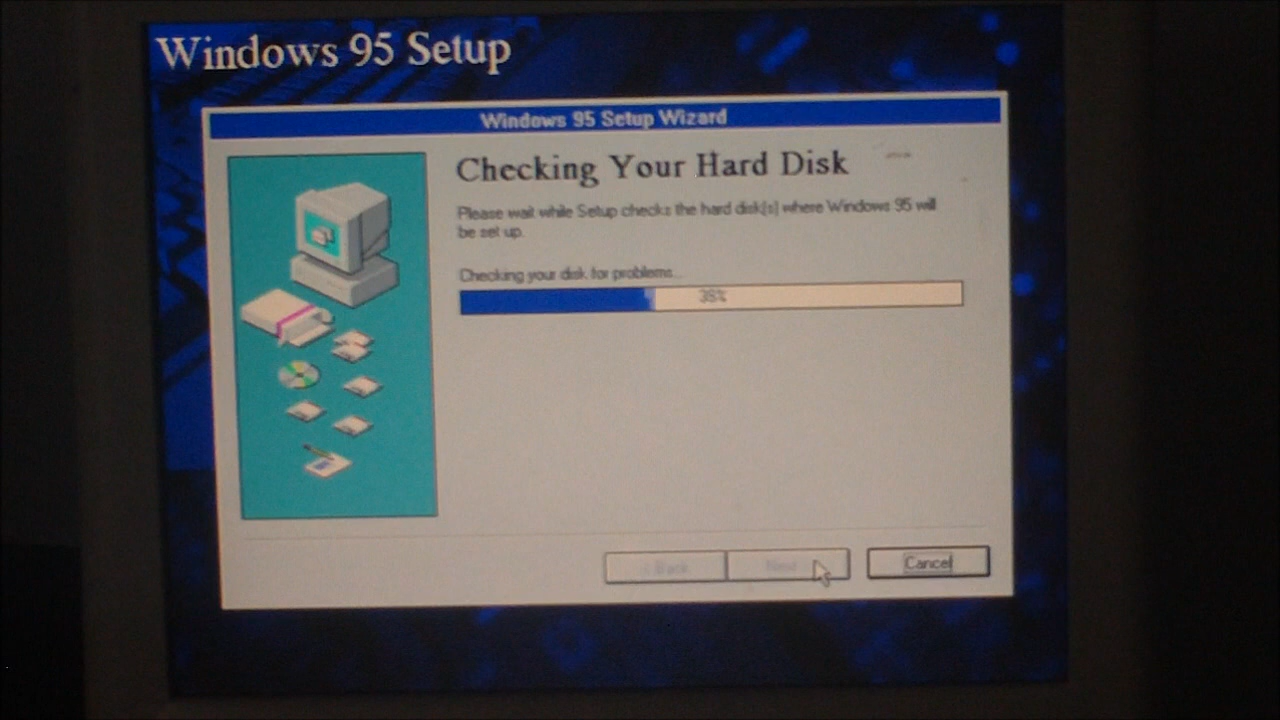 Windows 95 Setup
Windows 95 Setup Wizard
Checking Your Hard Disk
Please wait while Setup checks the hard disk(s) where Windows 95 will
be set up.
Checking your disk for problems...
38%
< Back
Next
Cancel